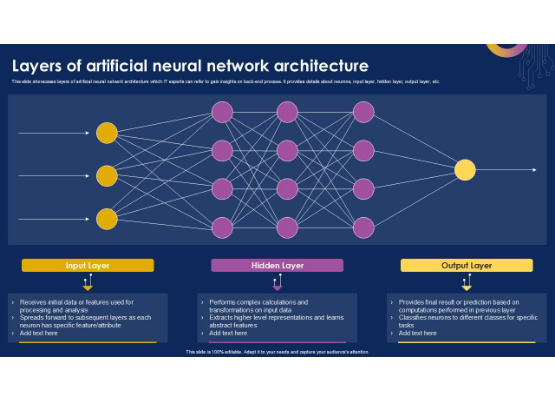 Layers of artificial neural network architecture
This slide showcases layers of artificial neural network architecture which IT experts can refer to gain insights on back-end process. It provides details about neurons, input layer, hidden layer, output layer, etc.
Input Layer
Hidden Layer
Output Layer
› Receives initial data or features used for
processing and analysis
› Spreads forward to subsequent layers as each
neuron has specific feature/attribute
› Add text here
› Performs complex calculations and
transformations on input data
› Extracts higher level representations and learns
abstract features
› Add text here
› Provides final result or prediction based on
computations performed in previous layer
› Classifies neurons to different classes for specific
tasks
› Add text here
This slide is 100% editable. Adapt it to your needs and capture your audience's attention.